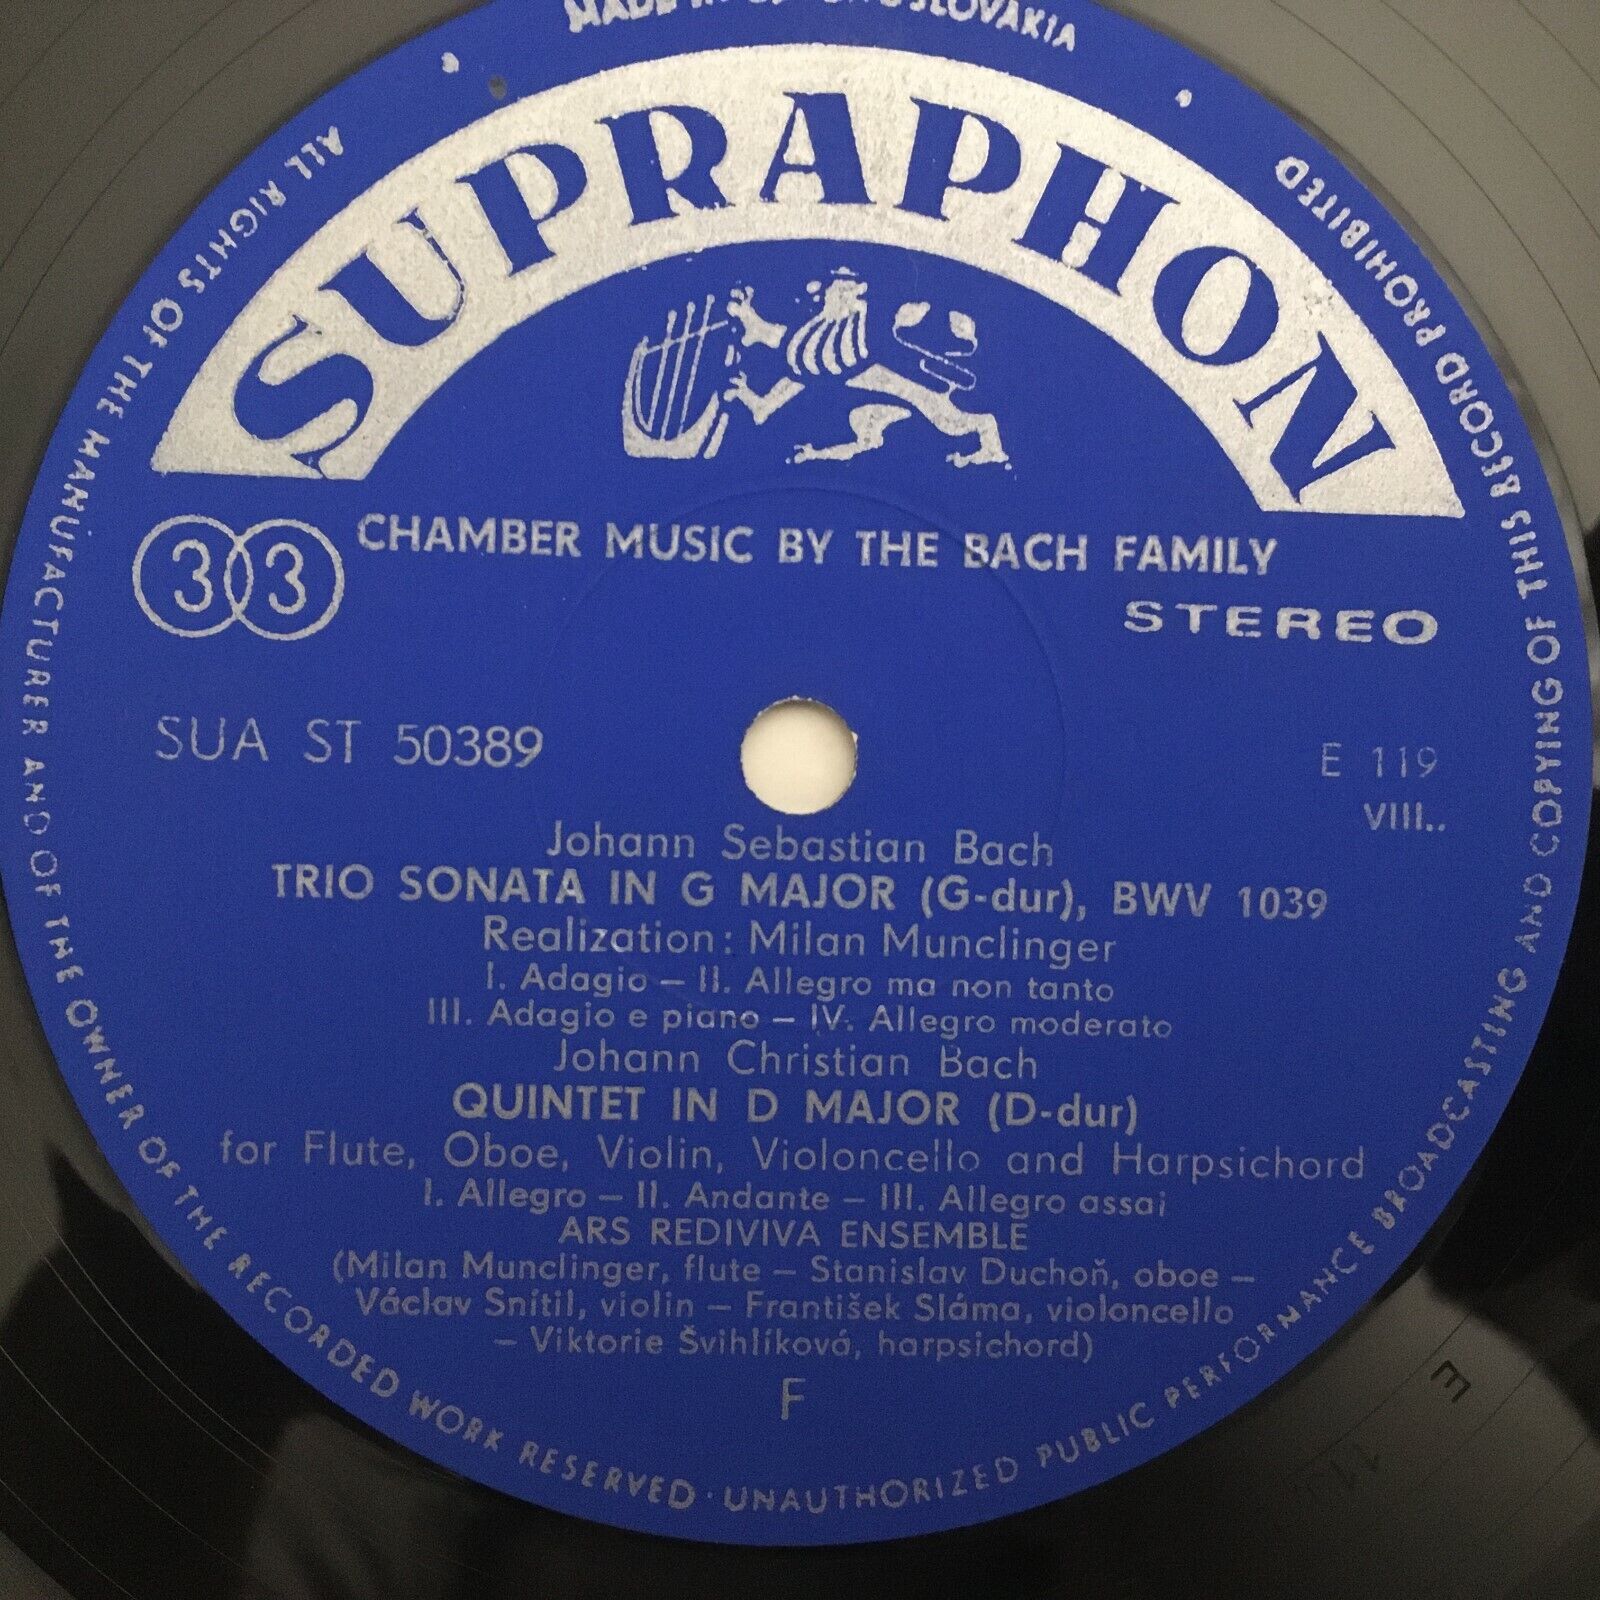 MADE IN CZECHOSLOVAKIA
SUPRAPHON
33
CHAMBER MUSIC BY THE BACH FAMILY
STEREO
SUA ST 50389
E 119
VIII..
Johann Sebastian Bach
TRIO SONATA IN G MAJOR (G-dur), BWV 1039
Realization: Milan Munclinger
I. Adagio – II. Allegro ma non tanto
III. Adagio e piano – IV. Allegro moderato
Johann Christian Bach
QUINTET IN D MAJOR (D-dur)
for Flute, Oboe, Violin, Violoncello and Harpsichord
I. Allegro – II. Andante – III. Allegro assai
ARS REDIVIVA ENSEMBLE
(Milan Munclinger, flute – Stanislav Duchoň, oboe –
Václav Snítil, violin – František Sláma, violoncello
– Viktorie Švihlíková, harpsichord)
F
ALL RIGHTS OF THE MANUFACTURER AND OF THE OWNER OF THE RECORDED WORK RESERVED · UNAUTHORIZED PUBLIC PERFORMANCE BROADCASTING AND COPYING OF THIS RECORD PROHIBITED